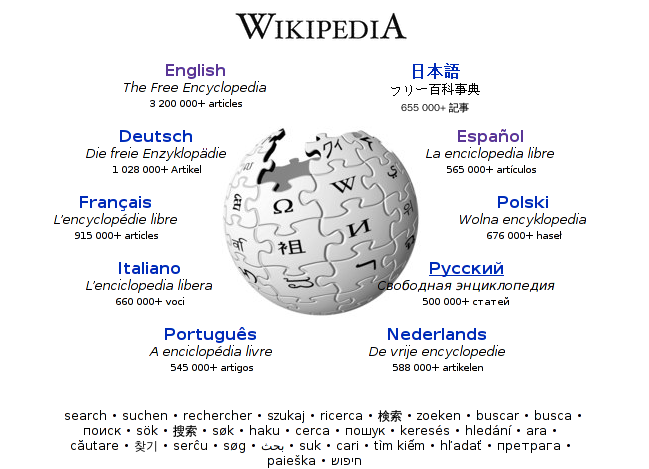 WIKIPEDIA
English
The Free Encyclopedia
3 200 000+ articles
日本語
フリー百科事典
655 000+ 記事
Deutsch
Die freie Enzyklopädie
1 028 000+ Artikel
Español
La enciclopedia libre
565 000+ artículos
Français
L'encyclopédie libre
915 000+ articles
Polski
Wolna encyklopedia
676 000+ haseł
Italiano
L'enciclopedia libera
660 000+ voci
Русский
Свободная энциклопедия
500 000+ статей
Português
A enciclopédia livre
545 000+ artigos
Nederlands
De vrije encyclopedie
588 000+ artikelen
Ω
W
И
祖
ウィ
search • suchen • rechercher • szukaj • ricerca • 検索 • zoeken • buscar • busca •
поиск • sök • 搜索 • søk • haku • cerca • пошук • keresés • hledání • ara •
căutare • 찾기 • serĉu • søg • بحث • suk • cari • tìm kiếm • hľadať • претрага •
paieška • חיפוש